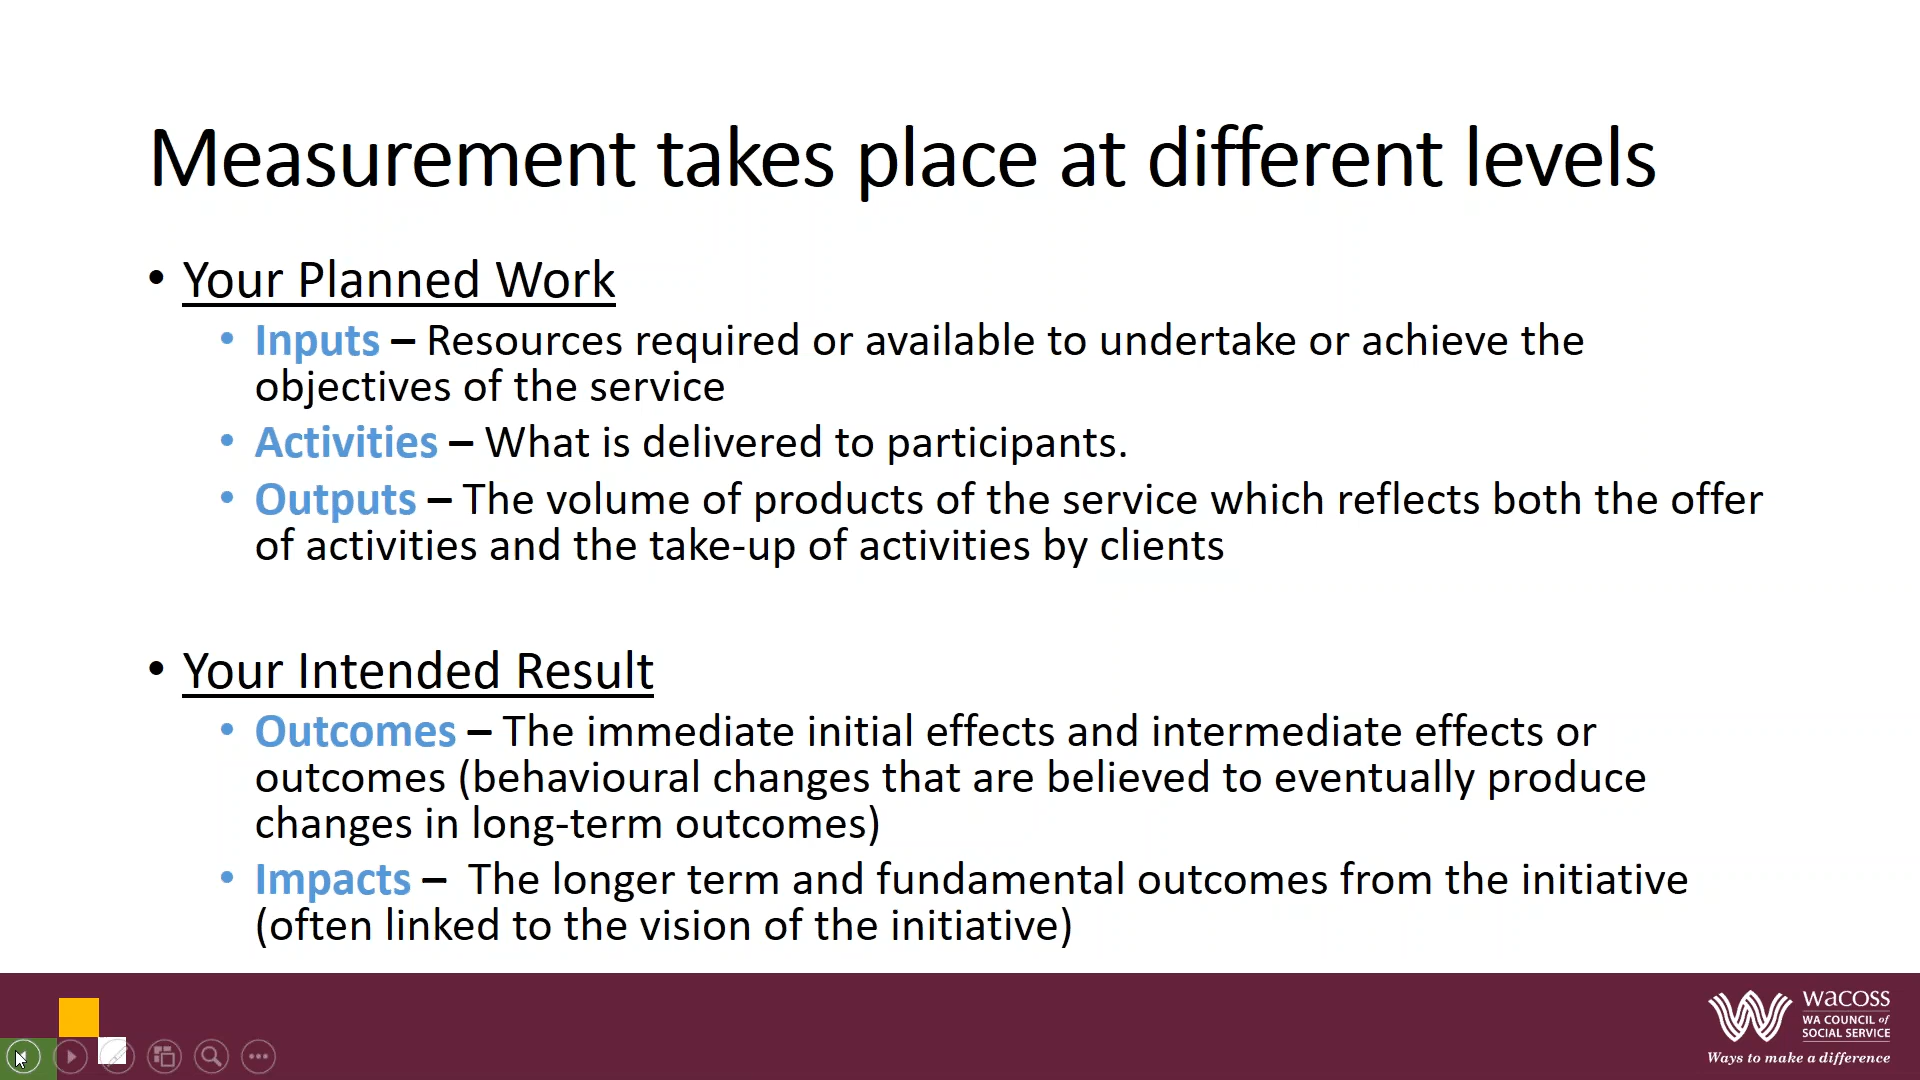 Measurement takes place at different levels
• Your Planned Work
• Inputs – Resources required or available to undertake or achieve the
objectives of the service
• Activities – What is delivered to participants.
• Outputs – The volume of products of the service which reflects both the offer
of activities and the take-up of activities by clients
• Your Intended Result
• Outcomes – The immediate initial effects and intermediate effects or
outcomes (behavioural changes that are believed to eventually produce
changes in long-term outcomes)
• Impacts – The longer term and fundamental outcomes from the initiative
(often linked to the vision of the initiative)
wacoss
WA COUNCIL of
SOCIAL SERVICE
Ways to make a difference